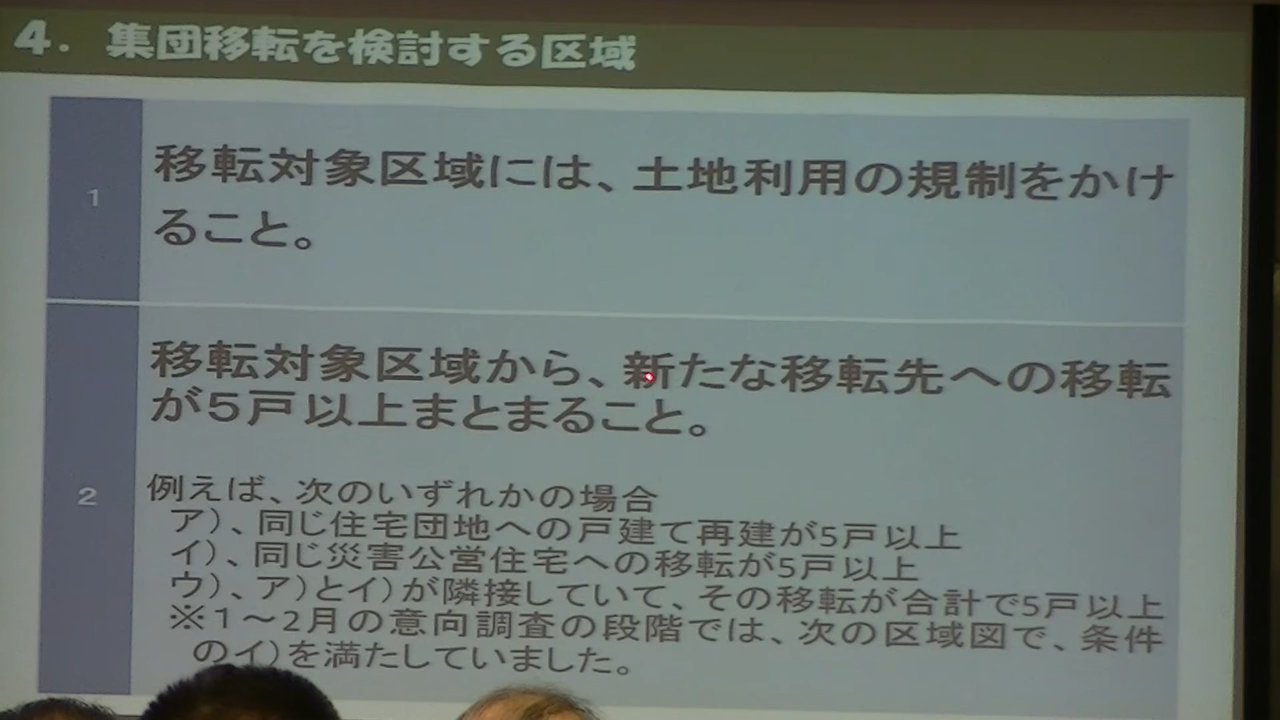 4. 集団移転を検討する区域
1
移転対象区域には、土地利用の規制をかけ
ること。
2
移転対象区域から、新たな移転先への移転
が5戸以上まとまること。
例えば、次のいずれかの場合
ア)、同じ住宅団地への戸建て再建が5戸以上
イ)、同じ災害公営住宅への移転が5戸以上
ウ)、ア)とイ)が隣接していて、その移転が合計で5戸以上
※1～2月の意向調査の段階では、次の区域図で、条件
のイ)を満たしていました。